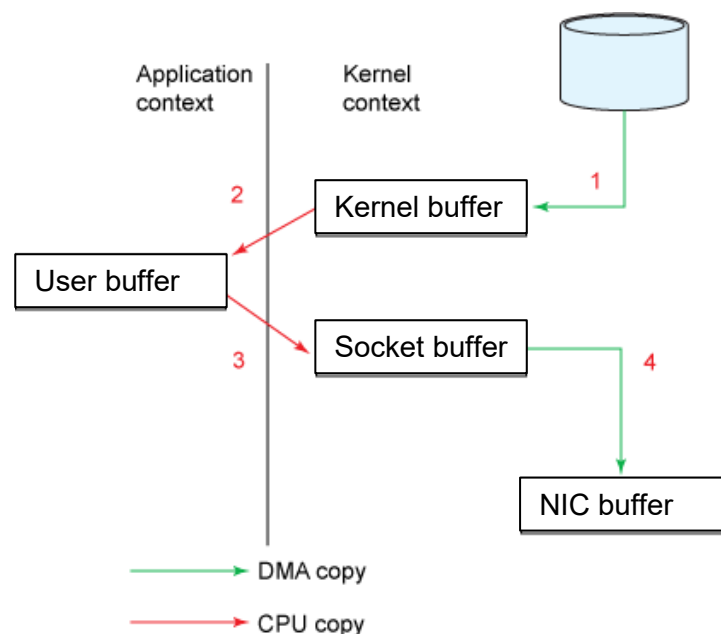 Application
context
Kernel
context
1
2
Kernel buffer
User buffer
3
Socket buffer
4
NIC buffer
DMA copy
CPU copy